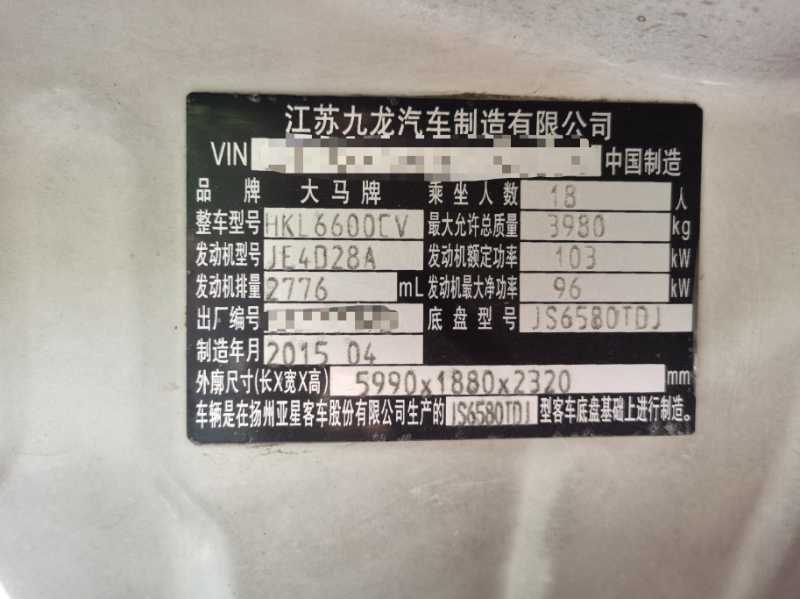 江苏九龙汽车制造有限公司
VIN 中国制造
品牌 大马牌 乘坐人数 18 人
整车型号 HKL6600CV 最大允许总质量 3980 kg
发动机型号 JE4D28A 发动机额定功率 103 kW
发动机排量 2776 mL 发动机最大净功率 96 kW
出厂编号 底盘型号 JS6580TDJ
制造年月 2015 04
外廓尺寸(长X宽X高) 5990x1880x2320 mm
车辆是在扬州亚星客车股份有限公司生产的 JS6580TDJ 型客车底盘基础上进行制造。